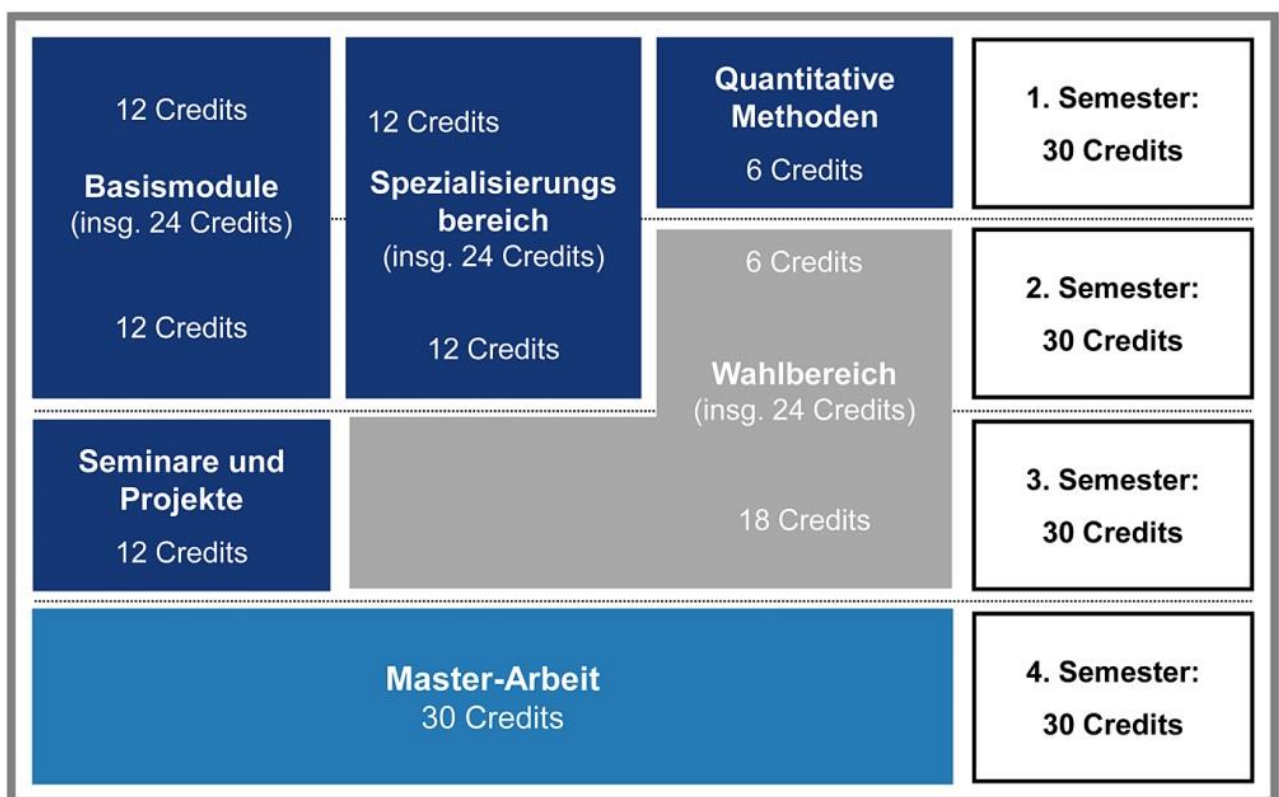 12 Credits
Basismodule
(insg. 24 Credits)
12 Credits
12 Credits
Spezialisierungs
bereich
(insg. 24 Credits)
12 Credits
Quantitative
Methoden
6 Credits
1. Semester:
30 Credits
6 Credits
Wahlbereich
(insg. 24 Credits)
18 Credits
2. Semester:
30 Credits
Seminare und
Projekte
12 Credits
3. Semester:
30 Credits
Master-Arbeit
30 Credits
4. Semester:
30 Credits